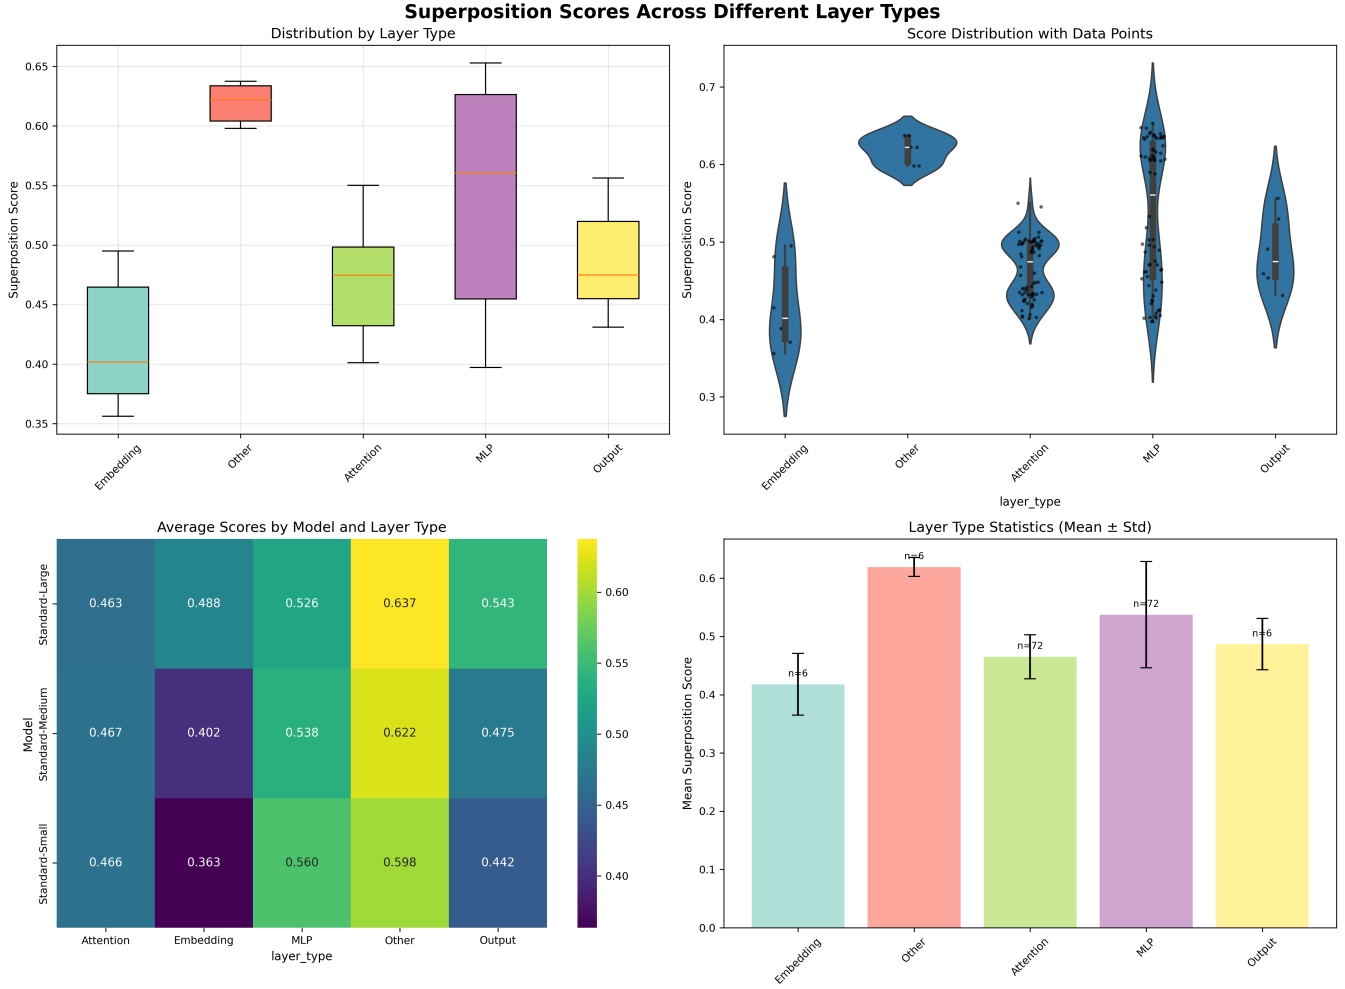 Superposition Scores Across Different Layer Types
Distribution by Layer Type
Superposition Score
0.65
0.60
0.55
0.50
0.45
0.40
0.35
Embedding
Other
Attention
MLP
Output
Score Distribution with Data Points
Superposition Score
0.7
0.6
0.5
0.4
0.3
Embedding
Other
Attention
MLP
Output
layer_type
Average Scores by Model and Layer Type
Model
Standard-Large
0.463 0.488 0.526 0.637 0.543
Standard-Medium
0.467 0.402 0.538 0.622 0.475
Standard-Small
0.466 0.363 0.560 0.598 0.442
Attention Embedding MLP Other Output
layer_type
0.60
0.55
0.50
0.45
0.40
Layer Type Statistics (Mean ± Std)
Mean Superposition Score
0.6
0.5
0.4
0.3
0.2
0.1
0.0
n=6
n=6
n=72
n=72
n=6
Embedding
Other
Attention
MLP
Output